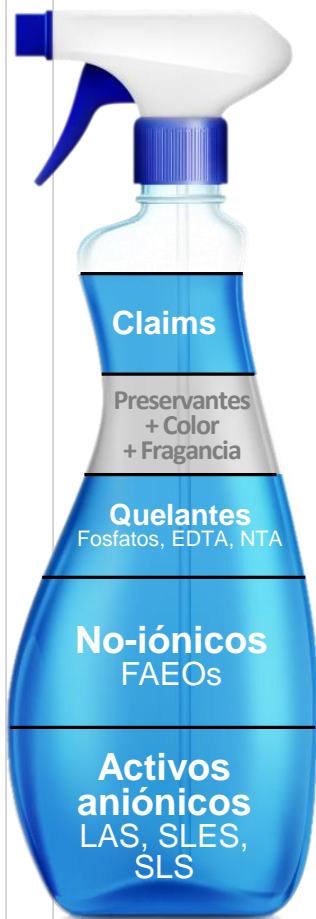 Claims
Preservantes
+ Color
+ Fragancia
Quelantes
Fosfatos, EDTA, NTA
No-iónicos
FAEOs
Activos
aniónicos
LAS, SLES,
SLS